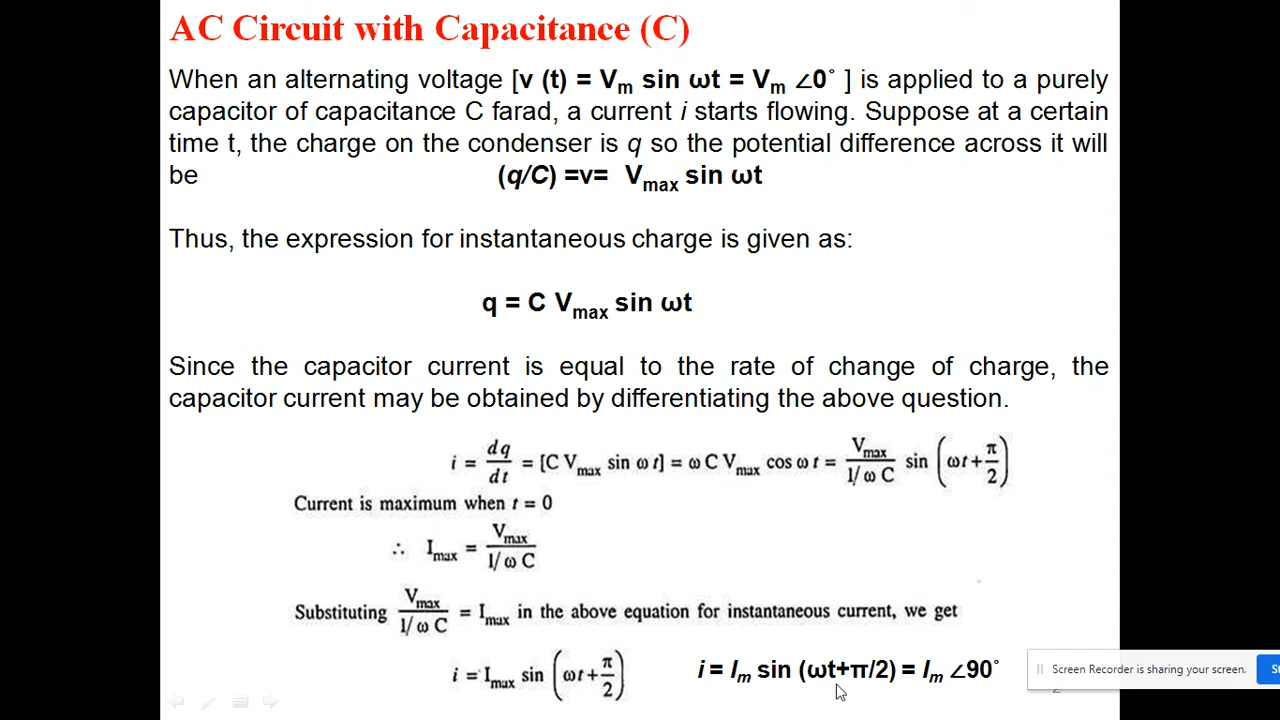 AC Circuit with Capacitance (C)
When an alternating voltage [v (t) = Vm sin ωt = Vm ∠0˚ ] is applied to a purely
capacitor of capacitance C farad, a current i starts flowing. Suppose at a certain
time t, the charge on the condenser is q so the potential difference across it will
be (q/C) =v= Vmax sin ωt
Thus, the expression for instantaneous charge is given as:
q = C Vmax sin ωt
Since the capacitor current is equal to the rate of change of charge, the
capacitor current may be obtained by differentiating the above question.
i = dq/dt = [C Vmax sin ω t] = ω C Vmax cos ω t = Vmax/(1/ω C) sin (ωt + π/2)
Current is maximum when t = 0
∴ Imax = Vmax/(1/ω C)
Substituting Vmax/(1/ω C) = Imax in the above equation for instantaneous current, we get
i = Imax sin (ωt + π/2) i = Im sin (ωt+π/2) = Im ∠90˚
Screen Recorder is sharing your screen. St
2